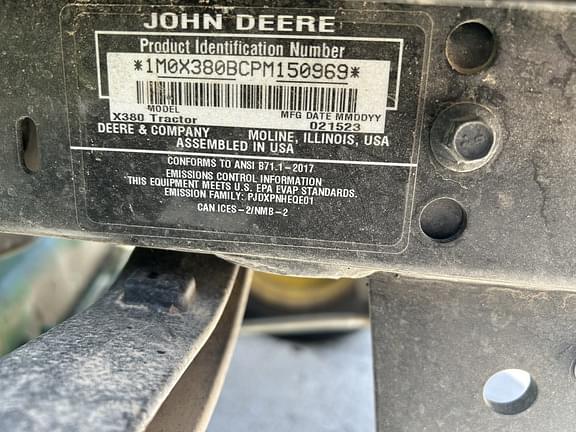 JOHN DEERE
Product Identification Number
*1M0X380BCPM150969*
MODEL
X380 Tractor
MFG DATE MMDDYY
021523
DEERE & COMPANY
MOLINE, ILLINOIS, USA
ASSEMBLED IN USA
CONFORMS TO ANSI B71.1-2017
EMISSIONS CONTROL INFORMATION
THIS EQUIPMENT MEETS U.S. EPA EVAP STANDARDS.
EMISSION FAMILY: PJDXPNHEQE01
CAN ICES-2/NMB-2